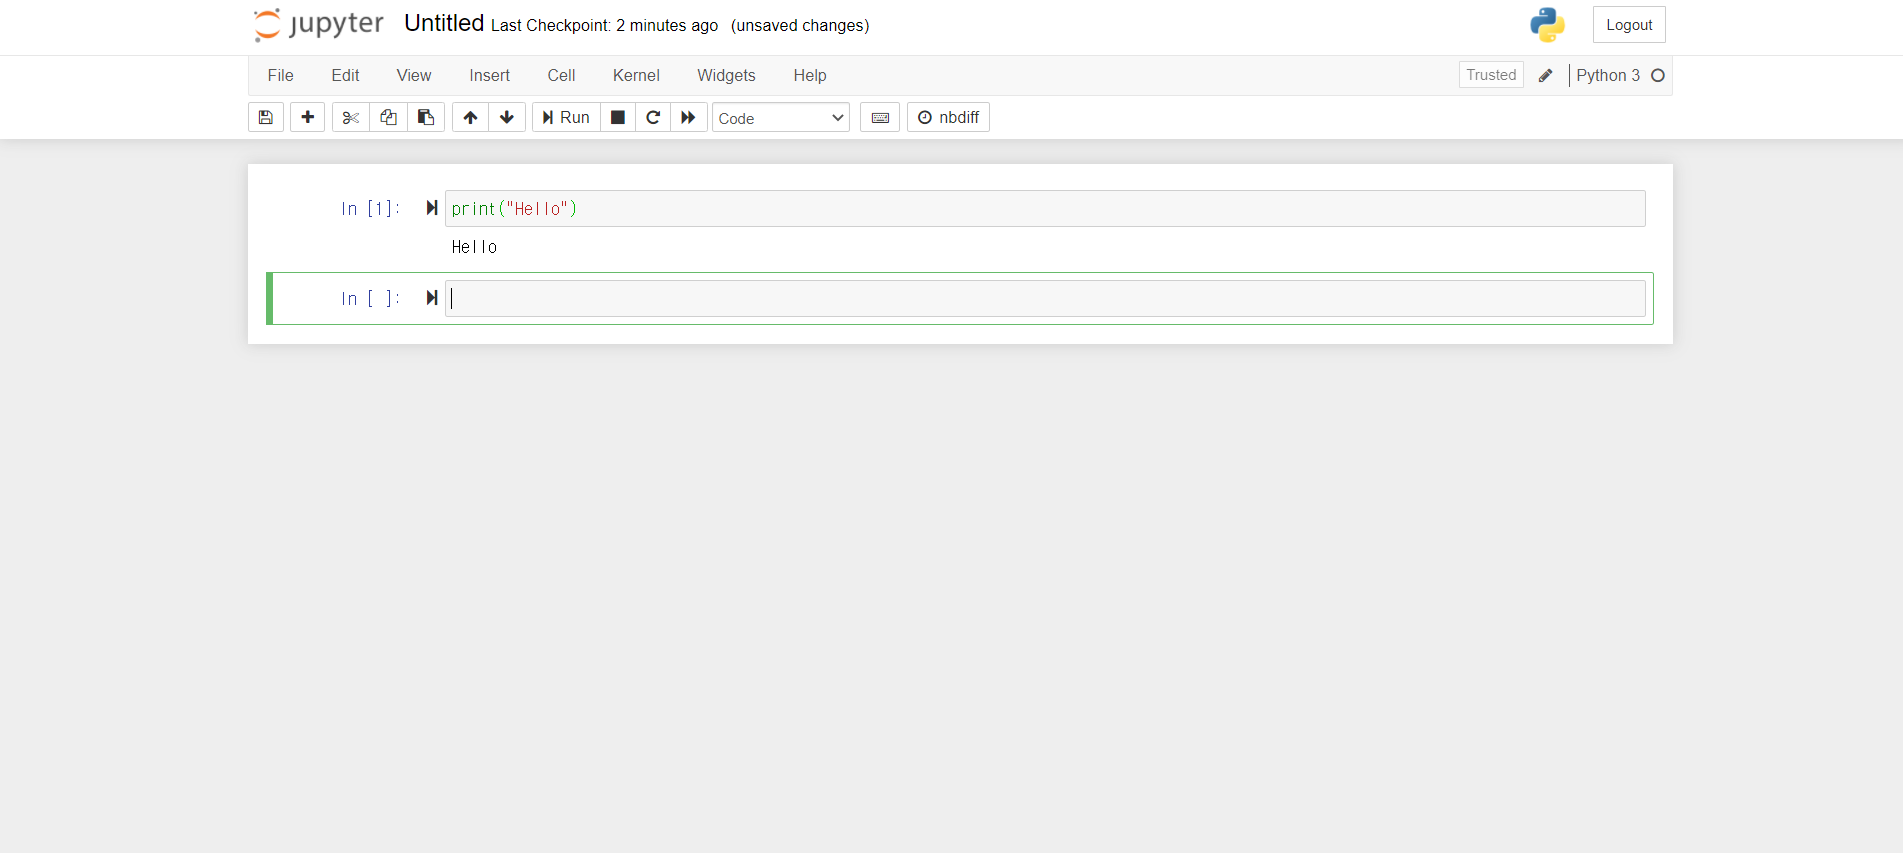 jupyter Untitled Last Checkpoint: 2 minutes ago (unsaved changes) Logout
File Edit View Insert Cell Kernel Widgets Help Trusted Python 3
Run Code nbdiff
In [1]: print("Hello")
Hello
In [ ]: